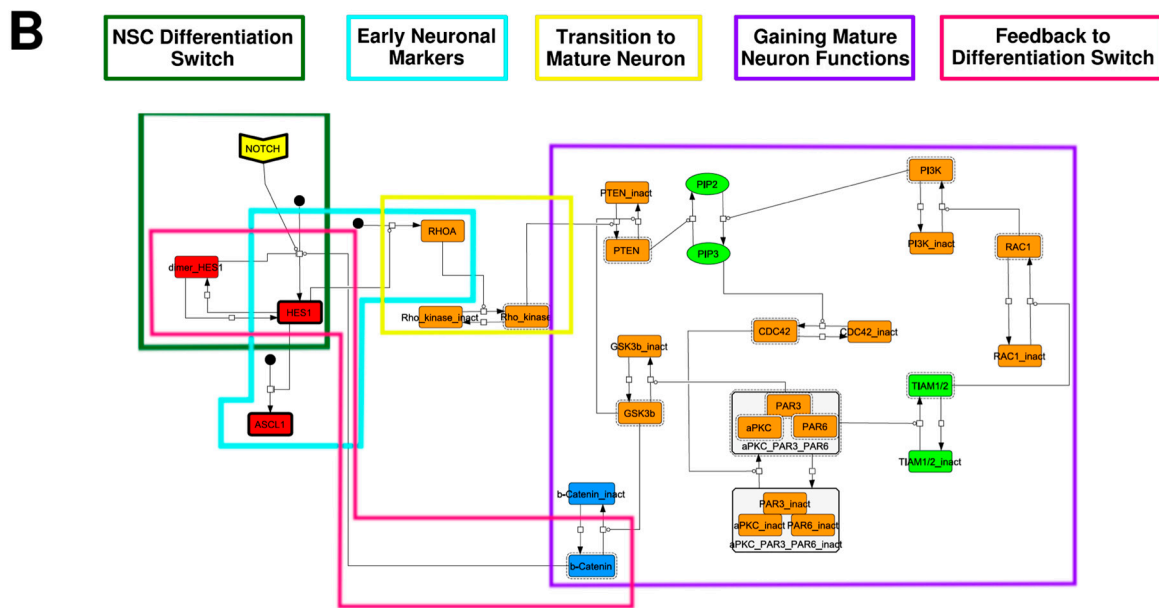 B
NSC Differentiation
Switch
Early Neuronal
Markers
Transition to
Mature Neuron
Gaining Mature
Neuron Functions
Feedback to
Differentiation Switch
NOTCH
dimer_HES1
HES1
ASCL1
RHOA
Rho_kinase_inact
Rho_kinase
PTEN_inact
PTEN
PIP2
PIP3
PI3K
PI3K_inact
RAC1
RAC1_inact
CDC42
CDC42_inact
GSK3b_inact
GSK3b
PAR3
aPKC
PAR6
aPKC_PAR3_PAR6
TIAM1/2
TIAM1/2_inact
PAR3_inact
aPKC_inact
PAR6_inact
aPKC_PAR3_PAR6_inact
b-Catenin_inact
b-Catenin